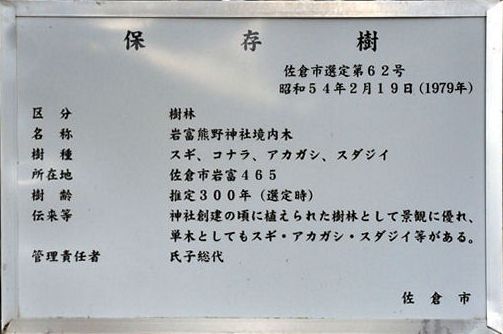 保存樹
佐倉市選定第62号
昭和54年2月19日(1979年)
区分 樹林
名称 岩富熊野神社境内木
樹種 スギ、コナラ、アカガシ、スダジイ
所在地 佐倉市岩富465
樹齢 推定300年(選定時)
伝来等 神社創建の頃に植えられた樹林として景観に優れ、
単木としてもスギ・アカガシ・スダジイ等がある。
管理責任者 氏子総代
佐倉市